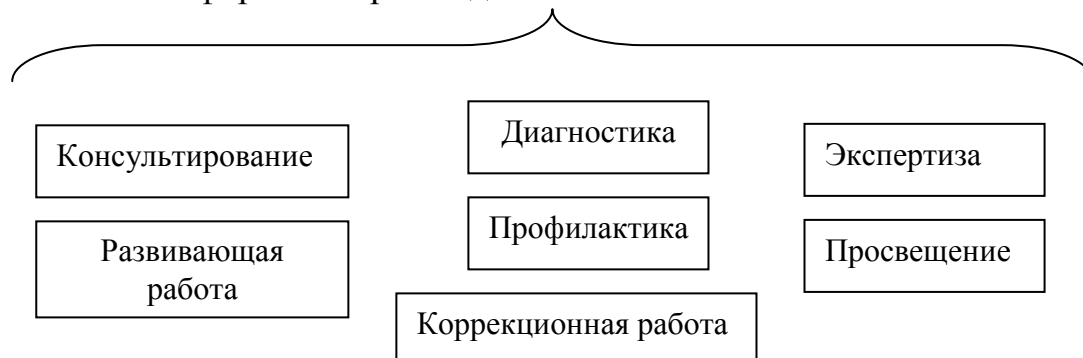 Консультирование
Диагностика
Экспертиза
Развивающая
работа
Профилактика
Просвещение
Коррекционная работа